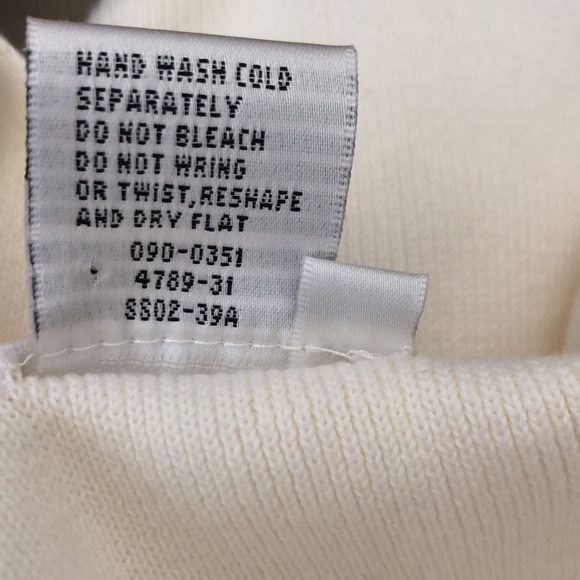 HAND WASH COLD
SEPARATELY
DO NOT BLEACH
DO NOT WRING
OR TWIST,RESHAPE
AND DRY FLAT
090-0351
4789-31
8802-39A